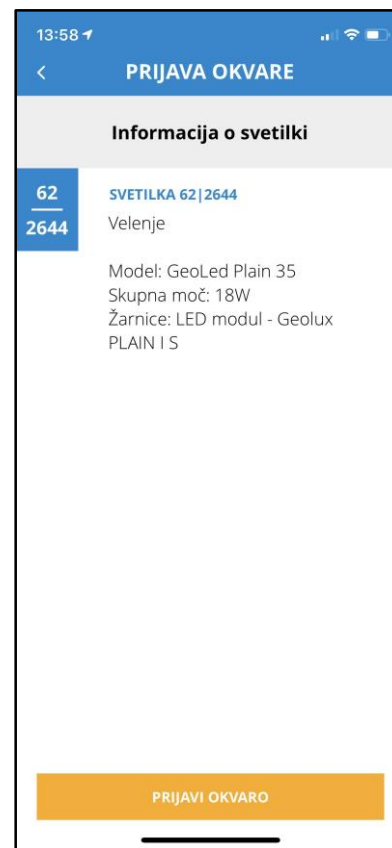 13:58
PRIJAVA OKVARE
Informacija o svetilki
62
2644
SVETILKA 62|2644
Velenje
Model: GeoLed Plain 35
Skupna moč: 18W
Žarnice: LED modul - Geolux
PLAIN I S
PRIJAVI OKVARO